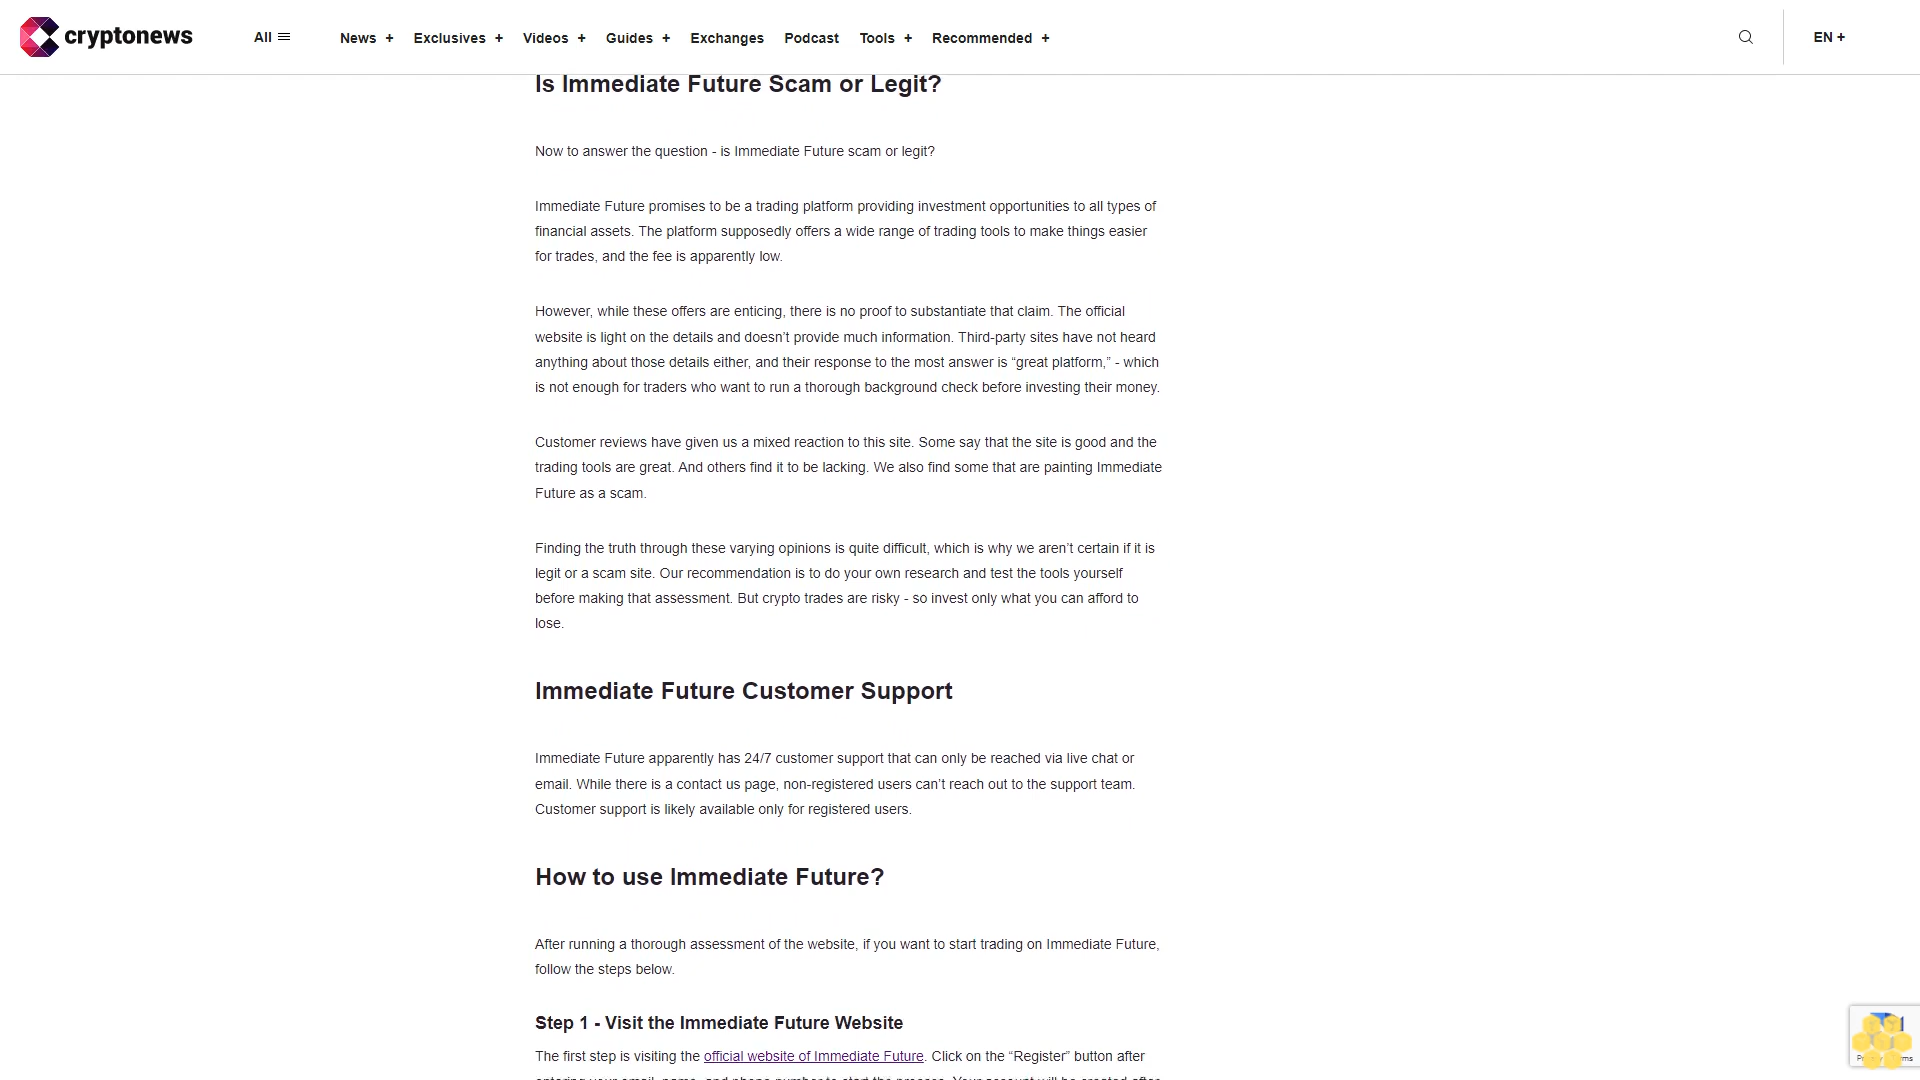 cryptonews
All
News +
Exclusives +
Videos +
Guides +
Exchanges
Podcast
Tools +
Recommended +
EN +
Is Immediate Future Scam or Legit?
Now to answer the question - is Immediate Future scam or legit?
Immediate Future promises to be a trading platform providing investment opportunities to all types of
financial assets. The platform supposedly offers a wide range of trading tools to make things easier
for trades, and the fee is apparently low.
However, while these offers are enticing, there is no proof to substantiate that claim. The official
website is light on the details and doesn’t provide much information. Third-party sites have not heard
anything about those details either, and their response to the most answer is “great platform,” - which
is not enough for traders who want to run a thorough background check before investing their money.
Customer reviews have given us a mixed reaction to this site. Some say that the site is good and the
trading tools are great. And others find it to be lacking. We also find some that are painting Immediate
Future as a scam.
Finding the truth through these varying opinions is quite difficult, which is why we aren’t certain if it is
legit or a scam site. Our recommendation is to do your own research and test the tools yourself
before making that assessment. But crypto trades are risky - so invest only what you can afford to
lose.
Immediate Future Customer Support
Immediate Future apparently has 24/7 customer support that can only be reached via live chat or
email. While there is a contact us page, non-registered users can’t reach out to the support team.
Customer support is likely available only for registered users.
How to use Immediate Future?
After running a thorough assessment of the website, if you want to start trading on Immediate Future,
follow the steps below.
Step 1 - Visit the Immediate Future Website
The first step is visiting the official website of Immediate Future. Click on the “Register” button after